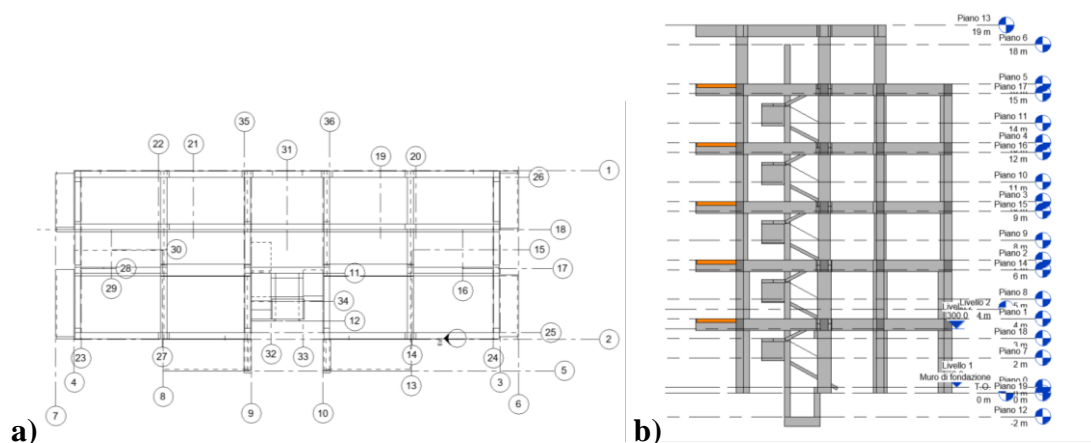 35
36
22
21
31
19
20
1
26
18
30
15
28
11
17
29
16
34
12
25
2
23
27
32
33
14
24
4
8
9
10
13
5
3
7
6
a)
Piano 13
19 m
Piano 6
18 m
Piano 5
Piano 17
15 m
Piano 11
14 m
Piano 4
Piano 16
12 m
Piano 10
11 m
Piano 3
Piano 15
9 m
Piano 9
8 m
Piano 2
Piano 14
6 m
Piano 8
Livello 2
5 m
Piano 1
4 m
Piano 18
3 m
Piano 7
2 m
Livello 1
Muro di fondazione
Piano 19
T.O.
0 m
0 m
Piano 12
-2 m
b)